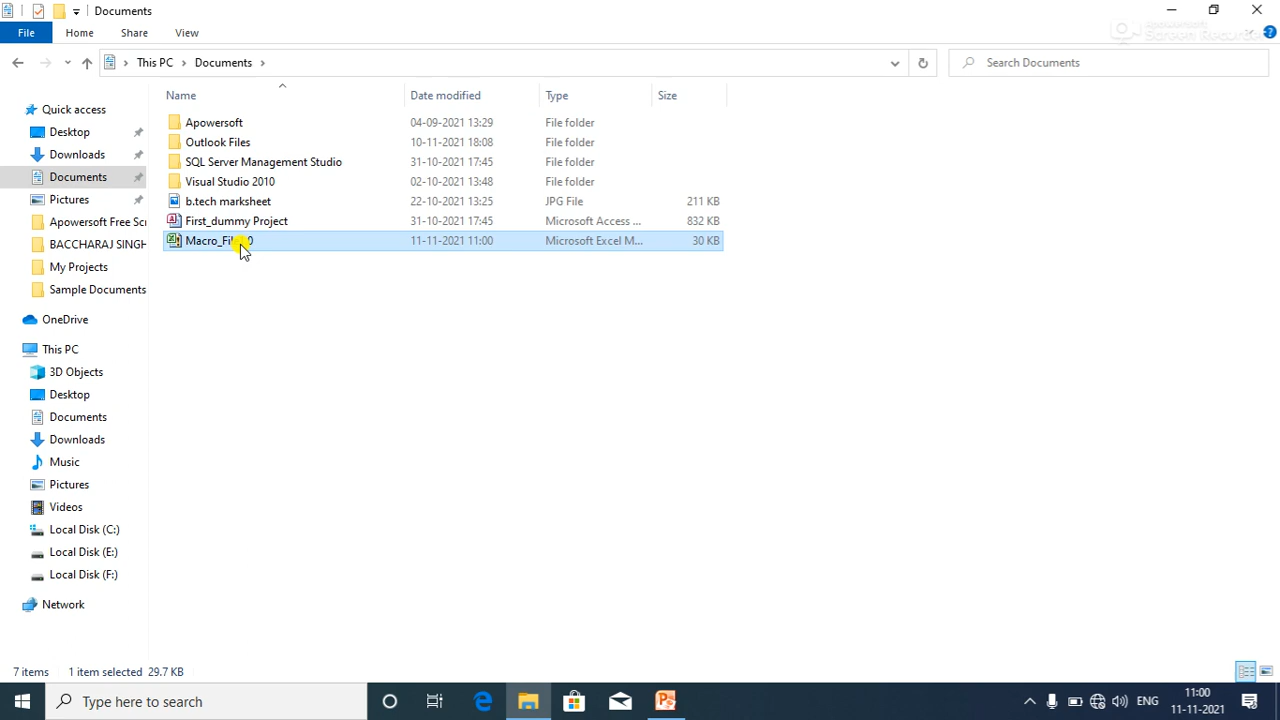 Documents
File Home Share View
This PC Documents
Search Documents
Name Date modified Type Size
Quick access
Desktop
Downloads
Documents
Pictures
Apowersoft Free Scr
BACCHARAJ SINGH
My Projects
Sample Documents
OneDrive
This PC
3D Objects
Desktop
Documents
Downloads
Music
Pictures
Videos
Local Disk (C:)
Local Disk (E:)
Local Disk (F:)
Network
Apowersoft 04-09-2021 13:29 File folder
Outlook Files 10-11-2021 18:08 File folder
SQL Server Management Studio 31-10-2021 17:45 File folder
Visual Studio 2010 02-10-2021 13:48 File folder
b.tech marksheet 22-10-2021 13:25 JPG File 211 KB
First_dummy Project 31-10-2021 17:45 Microsoft Access ... 832 KB
11-11-2021 11:00 Microsoft Excel M... 30 KB
7 items 1 item selected 29.7 KB
Type here to search
ENG
11:00
11-11-2021
Apowersoft
Screen Recorder